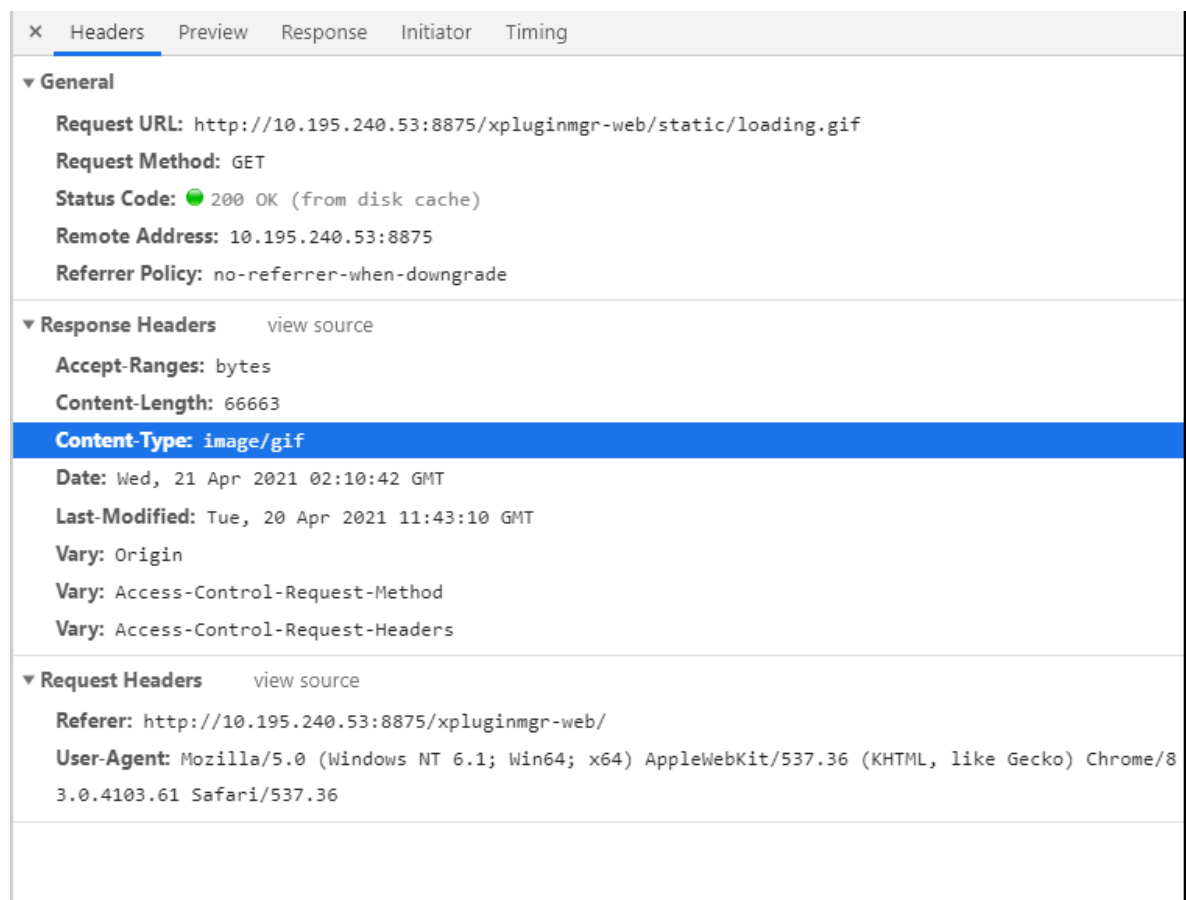 × Headers Preview Response Initiator Timing
▼ General
Request URL: http://10.195.240.53:8875/xpluginmgr-web/static/loading.gif
Request Method: GET
Status Code: 200 OK (from disk cache)
Remote Address: 10.195.240.53:8875
Referrer Policy: no-referrer-when-downgrade
▼ Response Headers view source
Accept-Ranges: bytes
Content-Length: 66663
Content-Type: image/gif
Date: Wed, 21 Apr 2021 02:10:42 GMT
Last-Modified: Tue, 20 Apr 2021 11:43:10 GMT
Vary: Origin
Vary: Access-Control-Request-Method
Vary: Access-Control-Request-Headers
▼ Request Headers view source
Referer: http://10.195.240.53:8875/xpluginmgr-web/
User-Agent: Mozilla/5.0 (Windows NT 6.1; Win64; x64) AppleWebKit/537.36 (KHTML, like Gecko) Chrome/8
3.0.4103.61 Safari/537.36